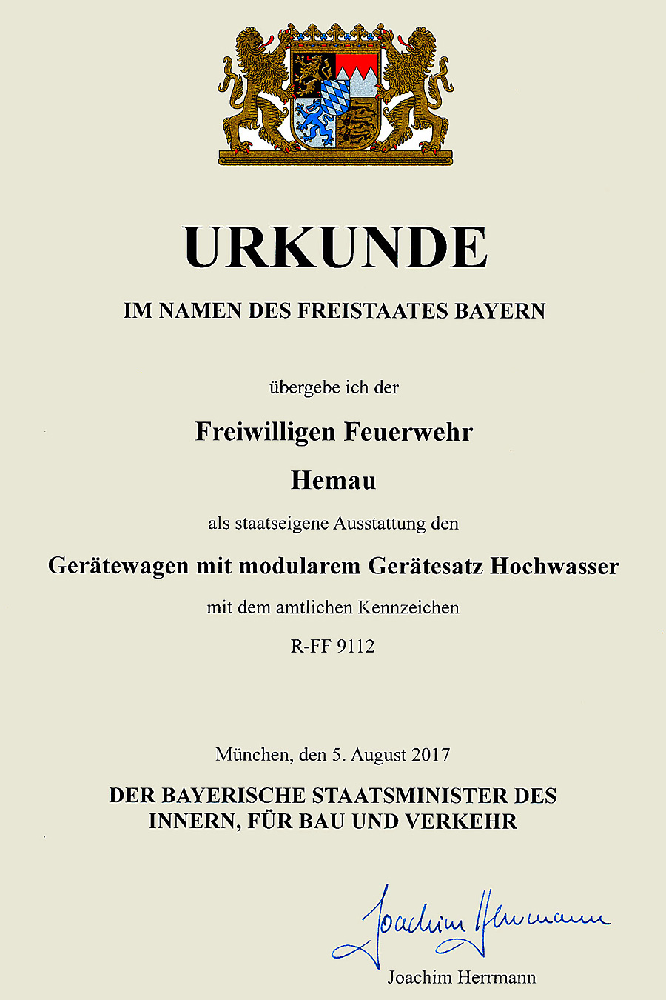 URKUNDE
IM NAMEN DES FREISTAATES BAYERN
übergebe ich der
Freiwilligen Feuerwehr
Hemau
als staatseigene Ausstattung den
Gerätewagen mit modularem Gerätesatz Hochwasser
mit dem amtlichen Kennzeichen
R-FF 9112
München, den 5. August 2017
DER BAYERISCHE STAATSMINISTER DES
INNERN, FÜR BAU UND VERKEHR
Joachim Herrmann
Joachim Herrmann